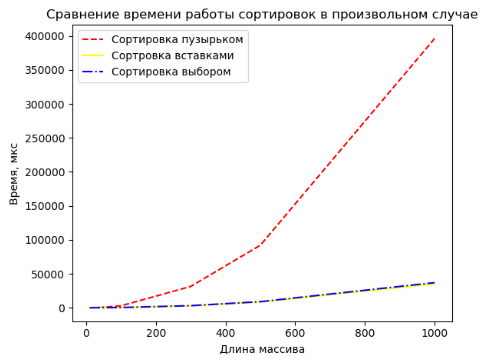 Сравнение времени работы сортировок в произвольном случае
Сортировка пузырьком
Сортровка вставками
Сортировка выбором
400000
350000
300000
250000
200000
150000
100000
50000
0
Время, мкс
0 200 400 600 800 1000
Длина массива